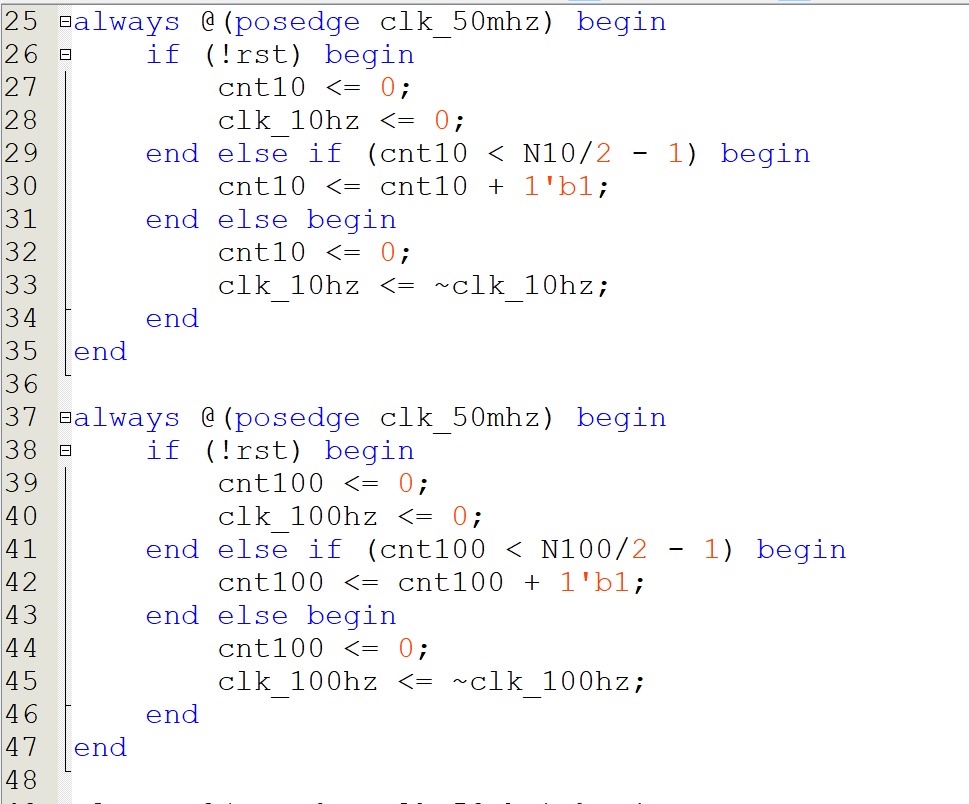 25 always @(posedge clk_50mhz) begin
26     if (!rst) begin
27         cnt10 <= 0;
28         clk_10hz <= 0;
29     end else if (cnt10 < N10/2 - 1) begin
30         cnt10 <= cnt10 + 1'b1;
31     end else begin
32         cnt10 <= 0;
33         clk_10hz <= ~clk_10hz;
34     end
35 end
36
37 always @(posedge clk_50mhz) begin
38     if (!rst) begin
39         cnt100 <= 0;
40         clk_100hz <= 0;
41     end else if (cnt100 < N100/2 - 1) begin
42         cnt100 <= cnt100 + 1'b1;
43     end else begin
44         cnt100 <= 0;
45         clk_100hz <= ~clk_100hz;
46     end
47 end
48